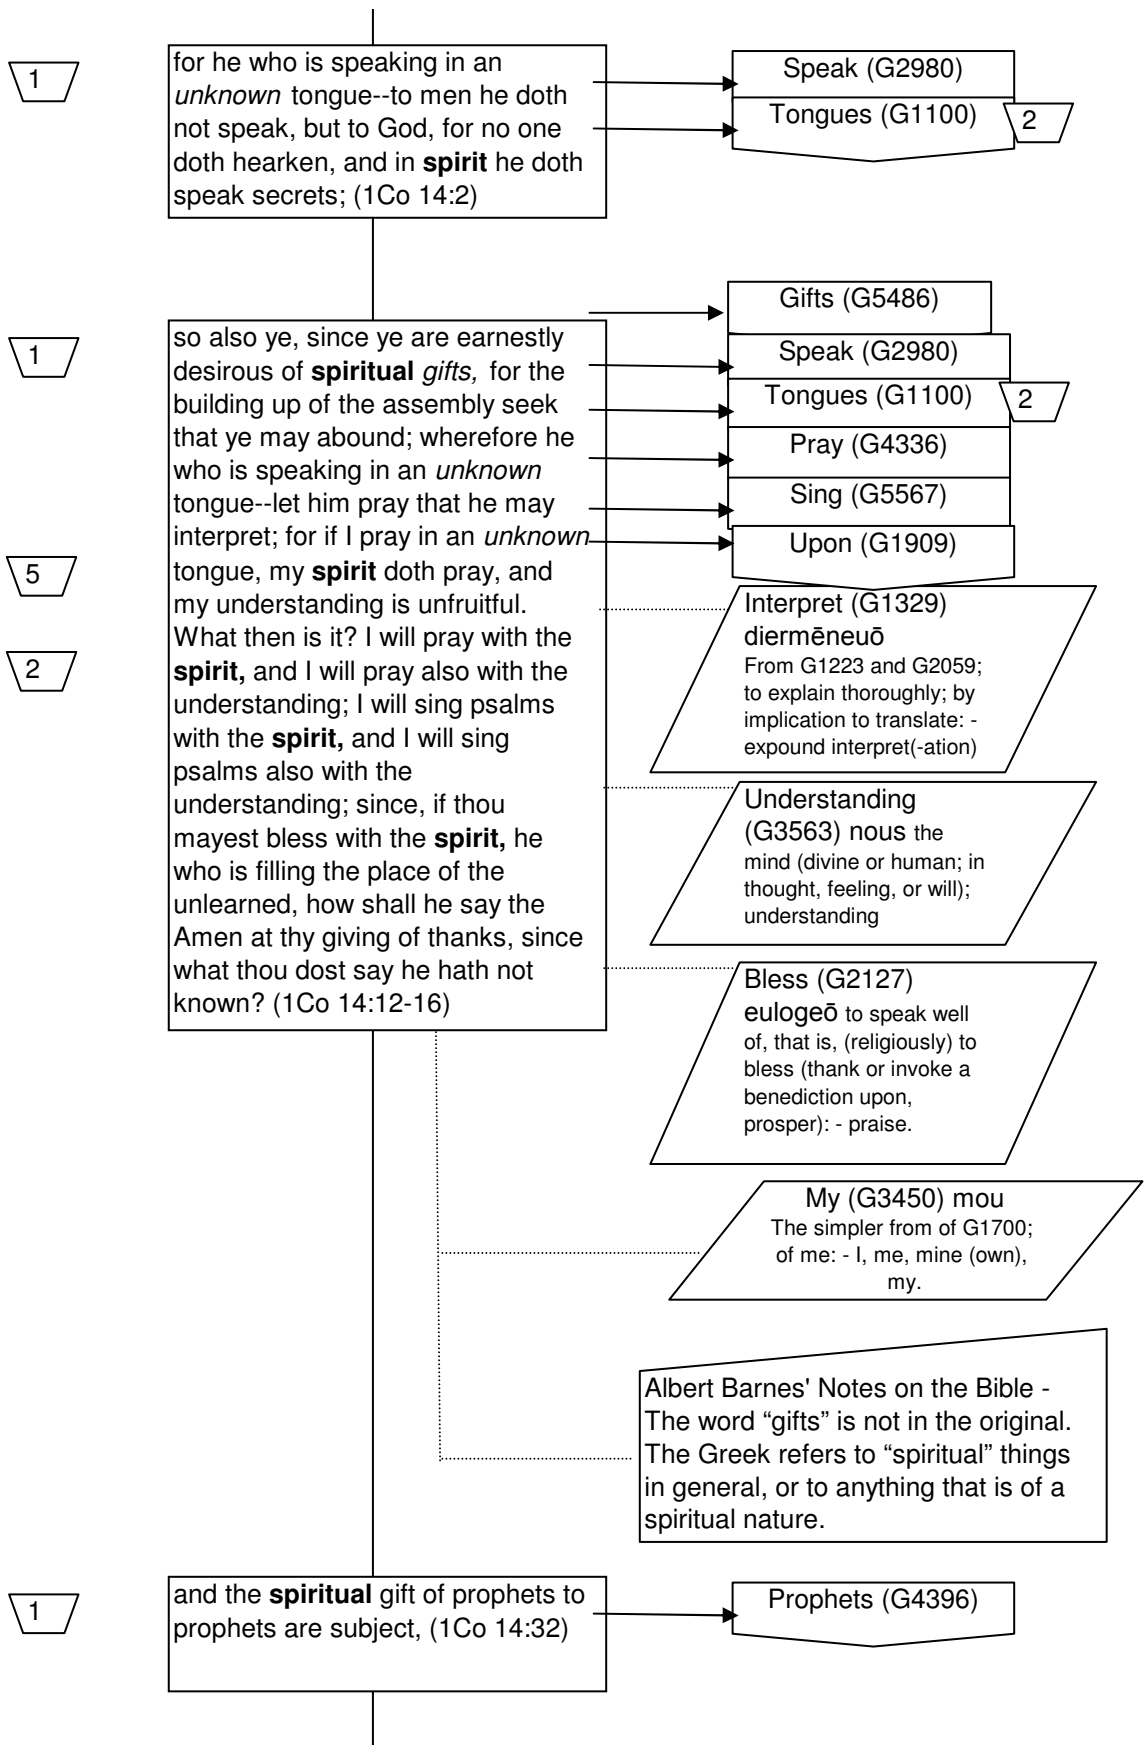 1
for he who is speaking in an
unknown tongue--to men he doth
not speak, but to God, for no one
doth hearken, and in spirit he doth
speak secrets; (1Co 14:2)
Speak (G2980)
Tongues (G1100)
2
1
5
2
so also ye, since ye are earnestly
desirous of spiritual gifts, for the
building up of the assembly seek
that ye may abound; wherefore he
who is speaking in an unknown
tongue--let him pray that he may
interpret; for if I pray in an unknown
tongue, my spirit doth pray, and
my understanding is unfruitful.
What then is it? I will pray with the
spirit, and I will pray also with the
understanding; I will sing psalms
with the spirit, and I will sing
psalms also with the
understanding; since, if thou
mayest bless with the spirit, he
who is filling the place of the
unlearned, how shall he say the
Amen at thy giving of thanks, since
what thou dost say he hath not
known? (1Co 14:12-16)
Gifts (G5486)
Speak (G2980)
Tongues (G1100)
2
Pray (G4336)
Sing (G5567)
Upon (G1909)
Interpret (G1329)
diermēneuō
From G1223 and G2059;
to explain thoroughly; by
implication to translate: -
expound interpret(-ation)
Understanding
(G3563) nous the
mind (divine or human; in
thought, feeling, or will);
understanding
Bless (G2127)
eulogeō to speak well
of, that is, (religiously) to
bless (thank or invoke a
benediction upon,
prosper): - praise.
My (G3450) mou
The simpler from of G1700;
of me: - I, me, mine (own),
my.
Albert Barnes' Notes on the Bible -
The word “gifts” is not in the original.
The Greek refers to “spiritual” things
in general, or to anything that is of a
spiritual nature.
1
and the spiritual gift of prophets to
prophets are subject, (1Co 14:32)
Prophets (G4396)